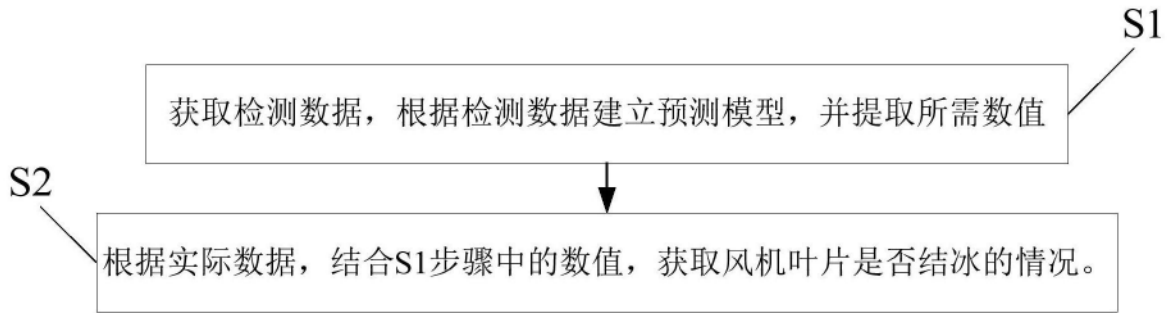 S1
获取检测数据，根据检测数据建立预测模型，并提取所需数值
S2
根据实际数据，结合S1步骤中的数值，获取风机叶片是否结冰的情况。